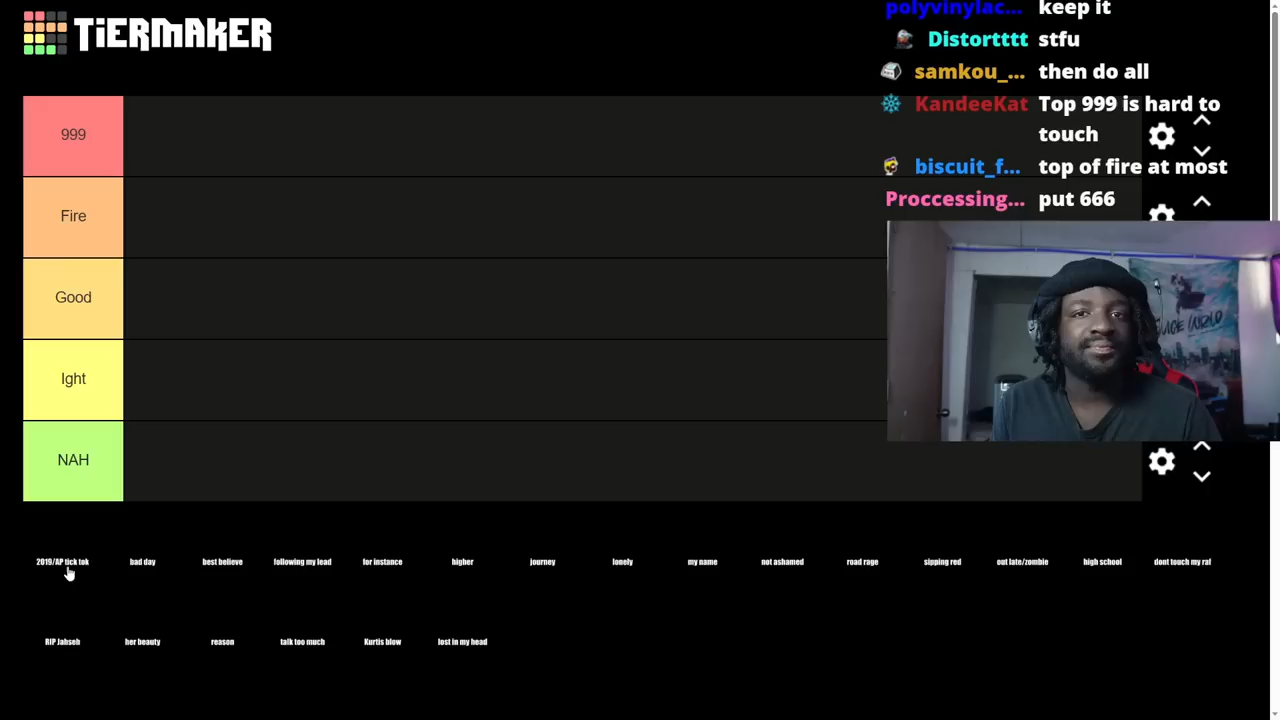 TiERMAKER
polyvinylac... keep it
Distortttt stfu
samkou_... then do all
KandeeKat Top 999 is hard to
touch
biscuit_f... top of fire at most
Proccessing... put 666
999
Fire
Good
Ight
NAH
2019/AP tick tok bad day best believe following my lead for instance higher journey lonely my name not ashamed road rage sipping red out late/zombie high school dont touch my raf
RIP Jahseh her beauty reason talk too much Kurtis blow lost in my head